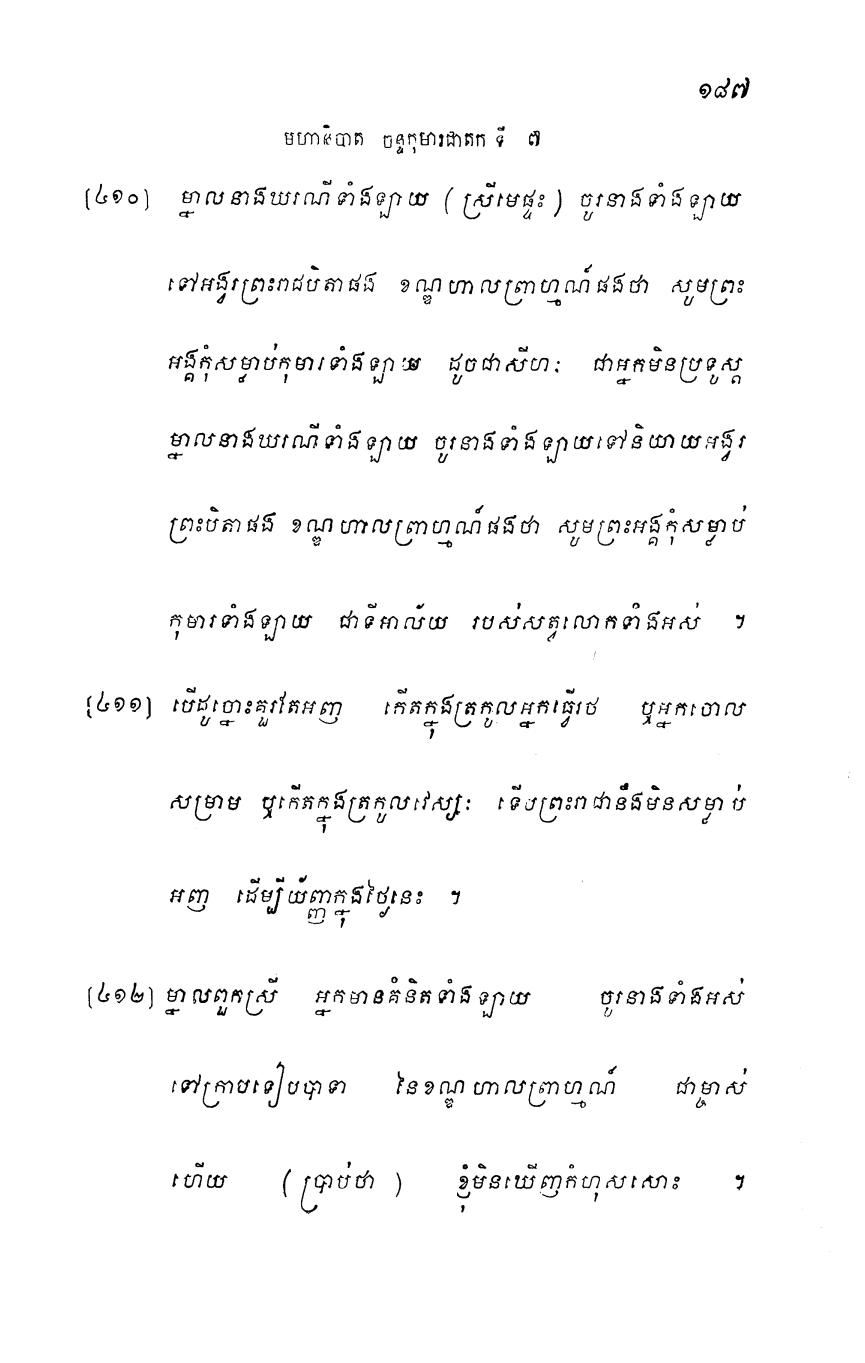 ១៨៧
មហានិបាត ចន្ទកុមារជាតក ទី ៧
[៤១០] ម្នាលនាងឃរណីទាំងឡាយ (ស្រីមេផ្ទះ) ចូរនាងទាំងឡាយ
ទៅអង្វរព្រះរាជបិតាផង ខណ្ឌហាលព្រាហ្មណ៍ផងថា សូមព្រះ
អង្គកុំសម្លាប់កុមារទាំងឡាយ ដូចជាសីហៈ ជាអ្នកមិនប្រទូស្ត
ម្នាលនាងឃរណីទាំងឡាយ ចូរនាងទាំងឡាយទៅនិយាយអង្វរ
ព្រះបិតាផង ខណ្ឌហាលព្រាហ្មណ៍ផងថា សូមព្រះអង្គកុំសម្លាប់
កុមារទាំងឡាយ ជាទីអាល័យ របស់សត្វលោកទាំងអស់ ។
[៤១១] បើដូច្នោះគួរតែអញ កើតក្នុងត្រកូលអ្នកធ្វើរថ ឬអ្នកចោល
សម្រាម ឬកើតក្នុងត្រកូលវេស្សៈ ទើបព្រះរាជានឹងមិនសម្លាប់
អញ ដើម្បីយ័ញ្ញក្នុងថ្ងៃនេះ ។
[៤១២] ម្នាលពួកស្រី អ្នកមានគំនិតទាំងឡាយ ចូរនាងទាំងអស់
ទៅក្រាបទៀបបាទា នៃខណ្ឌហាលព្រាហ្មណ៍ ជាម្ចាស់
ហើយ (ប្រាប់ថា) ខ្ញុំមិនឃើញកំហុសសោះ ។